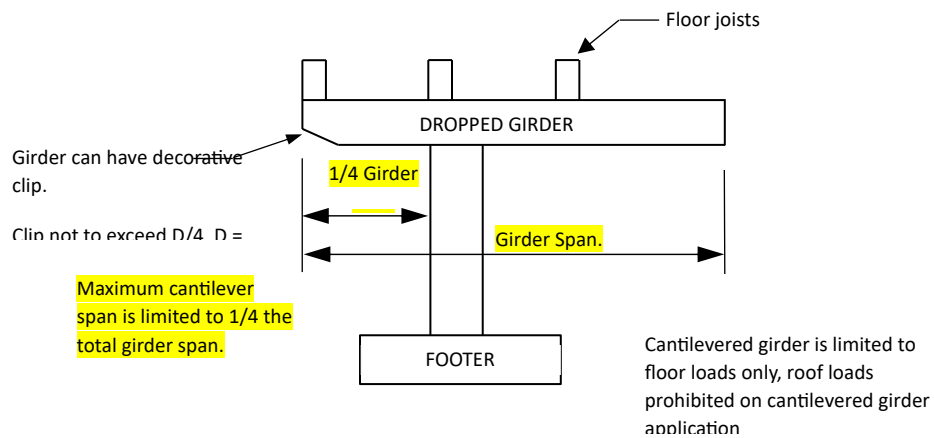 Floor joists
DROPPED GIRDER
Girder can have decorative
clip.
1/4 Girder
Clip not to exceed D/4 D =
Girder Span.
Maximum cantilever
span is limited to 1/4 the
total girder span.
FOOTER
Cantilevered girder is limited to
floor loads only, roof loads
prohibited on cantilevered girder
application